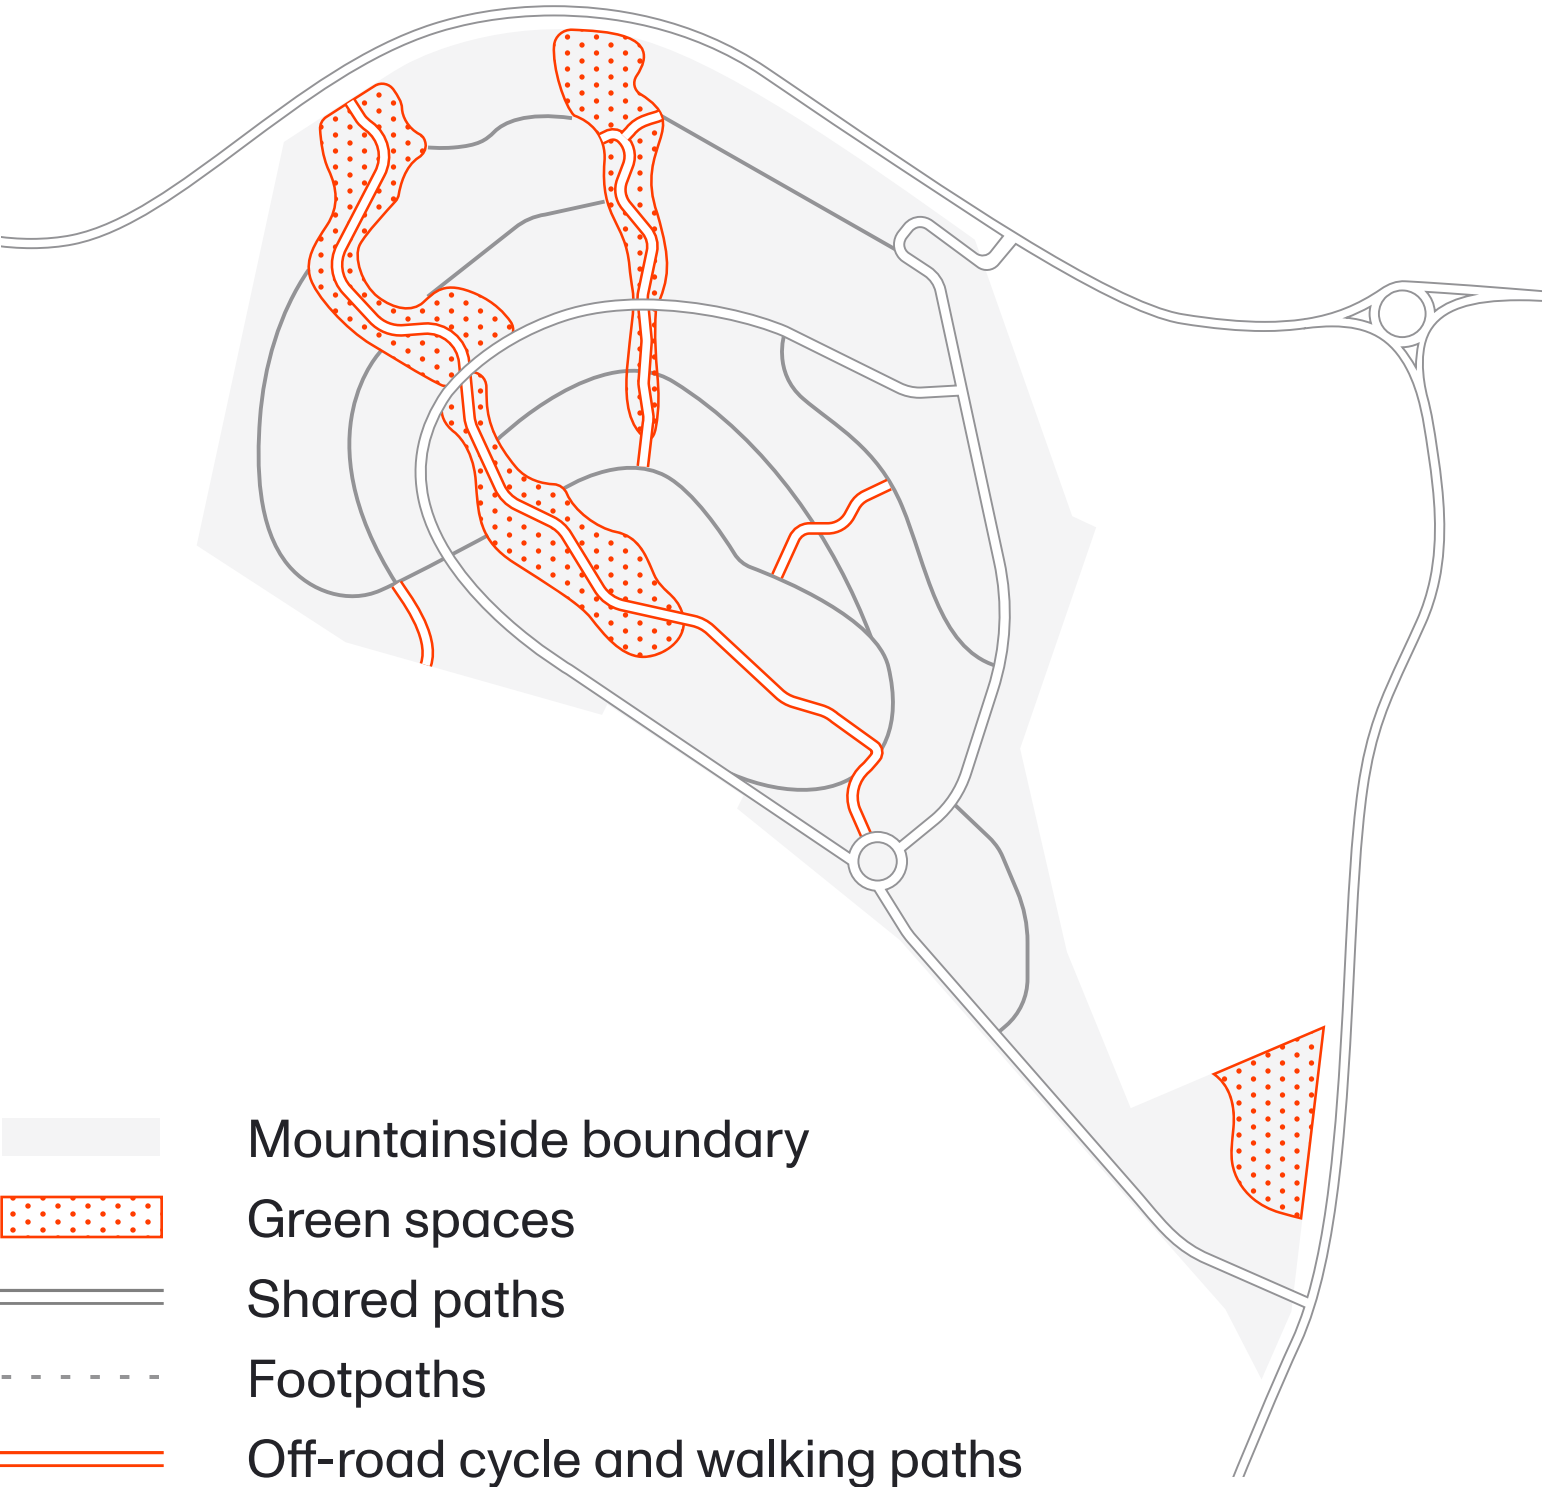 Mountainside boundary
Green spaces
Shared paths
Footpaths
Off-road cycle and walking paths